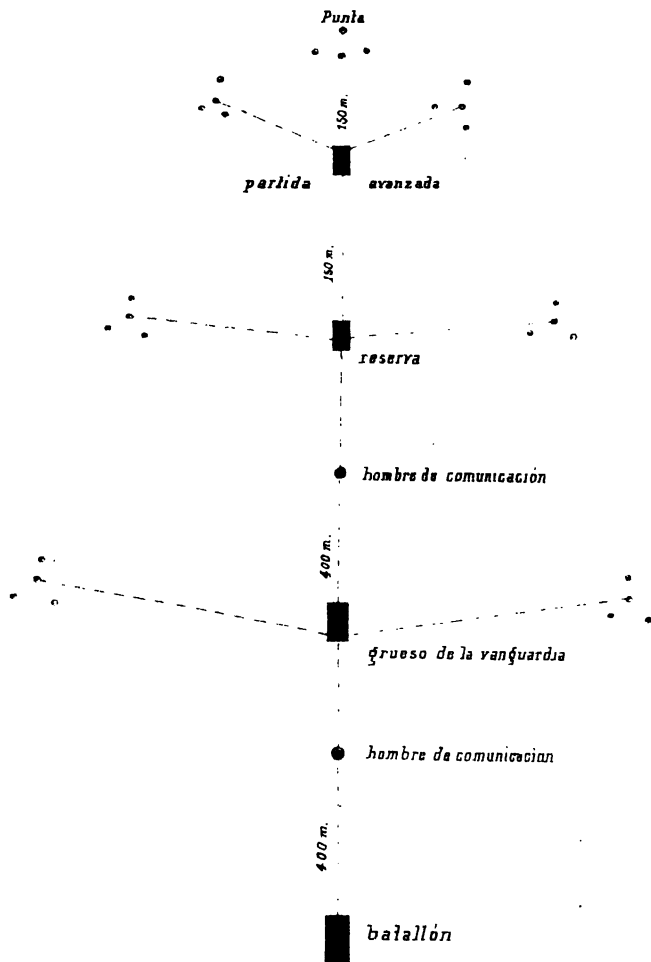 Punta
150 m.
partida avanzada
150 m.
reserva
hombre de comunicación
400 m.
grueso de la vanguardia
hombre de comunicacion
400 m.
batallón